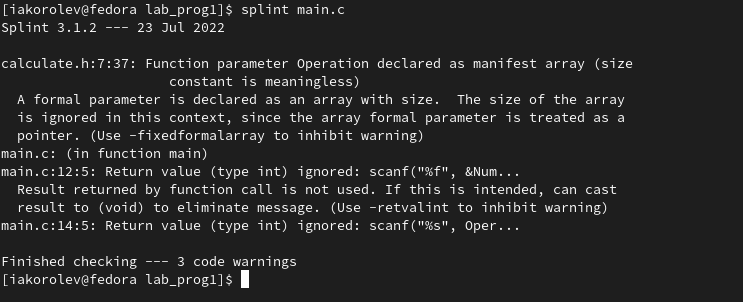 [iakorolev@fedora lab_prog1]$ splint main.c
Splint 3.1.2 --- 23 Jul 2022

calculate.h:7:37: Function parameter Operation declared as manifest array (size
                     constant is meaningless)
  A formal parameter is declared as an array with size.  The size of the array
  is ignored in this context, since the array formal parameter is treated as a
  pointer. (Use -fixedformalarray to inhibit warning)
main.c: (in function main)
main.c:12:5: Return value (type int) ignored: scanf("%f", &Num...
  Result returned by function call is not used. If this is intended, can cast
  result to (void) to eliminate message. (Use -retvalint to inhibit warning)
main.c:14:5: Return value (type int) ignored: scanf("%s", Oper...

Finished checking --- 3 code warnings
[iakorolev@fedora lab_prog1]$